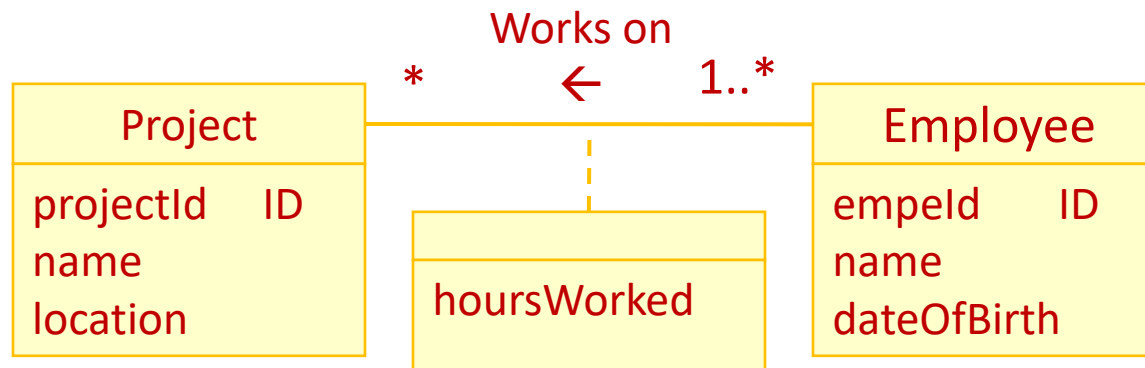 Works on
* ← 1..*
Project
projectId ID
name
location
hoursWorked
Employee
empeId ID
name
dateOfBirth